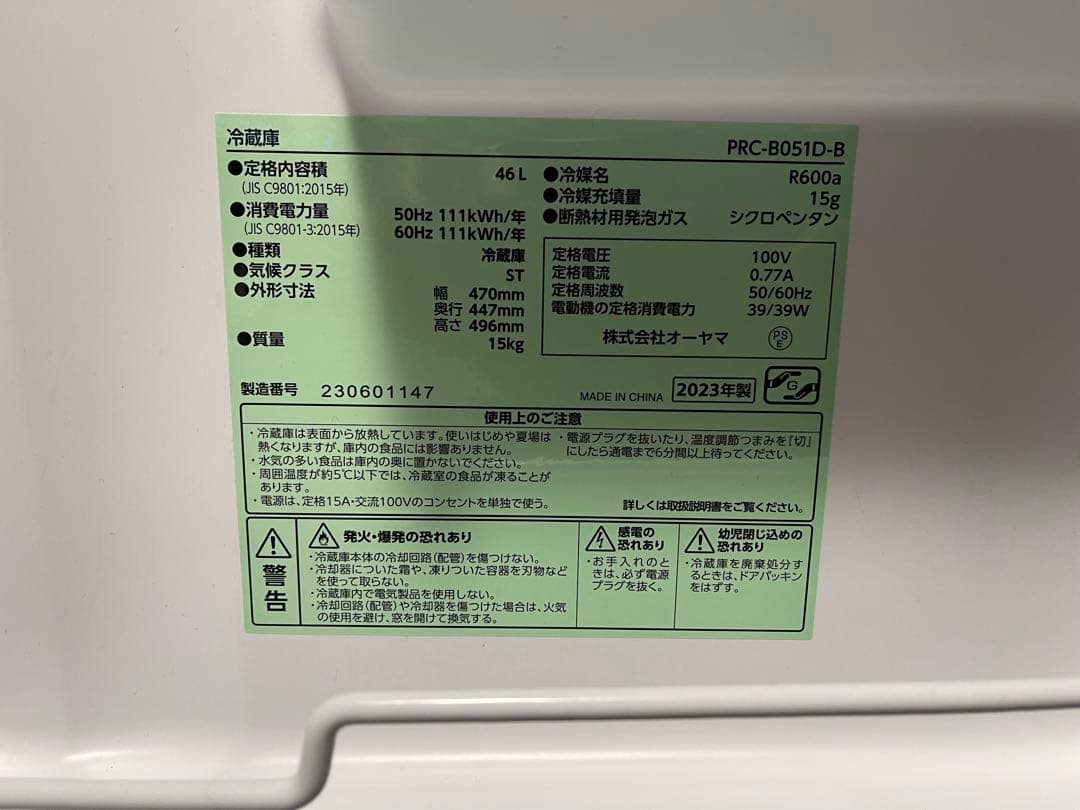 冷蔵庫
PRC-B051D-B
●定格内容積 46L
(JIS C9801:2015年)
●消費電力量 50Hz 111kWh/年
(JIS C9801-3:2015年) 60Hz 111kWh/年
●種類 冷蔵庫
●気候クラス ST
●外形寸法 幅 470mm
奥行 447mm
高さ 496mm
●質量 15kg
●冷媒名 R600a
●冷媒充填量 15g
●断熱材用発泡ガス シクロペンタン
定格電圧 100V
定格電流 0.77A
定格周波数 50/60Hz
電動機の定格消費電力 39/39W
株式会社オーヤマ PSE
製造番号 230601147
MADE IN CHINA 2023年製 G
使用上のご注意
・冷蔵庫は表面から放熱しています。使いはじめや夏場は
熱くなりますが、庫内の食品には影響ありません。
・水気の多い食品は庫内の奥に置かないでください。
・周囲温度が約5℃以下では、冷蔵室の食品が凍ることが
あります。
・電源は、定格15A・交流100Vのコンセントを単独で使う。
・電源プラグを抜いたり、温度調節つまみを「切」
にしたら通電まで6分間以上待ってください。
詳しくは取扱説明書をご覧ください。
警告
発火・爆発の恐れあり
・冷蔵庫本体の冷却回路(配管)を傷つけない。
・冷却器についた霜や、凍りついた容器を刃物など
を使って取らない。
・冷蔵庫内で電気製品を使用しない。
・冷却回路(配管)や冷却器を傷つけた場合は、火気
の使用を避け、窓を開けて換気する。
感電の
恐れあり
・お手入れのと
きは、必ず電源
プラグを抜く。
幼児閉じ込めの
恐れあり
・冷蔵庫を廃棄処分す
るときは、ドアパッキン
をはずす。